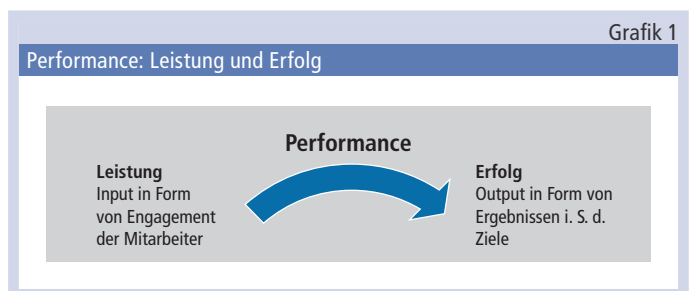 Grafik 1
Performance: Leistung und Erfolg
Performance
Leistung
Input in Form
von Engagement
der Mitarbeiter
Erfolg
Output in Form von
Ergebnissen i. S. d.
Ziele